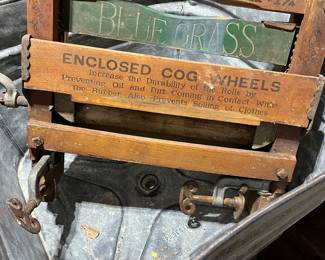 BLUE GRASS
ENCLOSED COG WHEELS
Increase the Durability of the Rolls by
Preventing Oil and Dirt Coming in Contact With
the Rubber. Also Prevents Soiling of Clothes